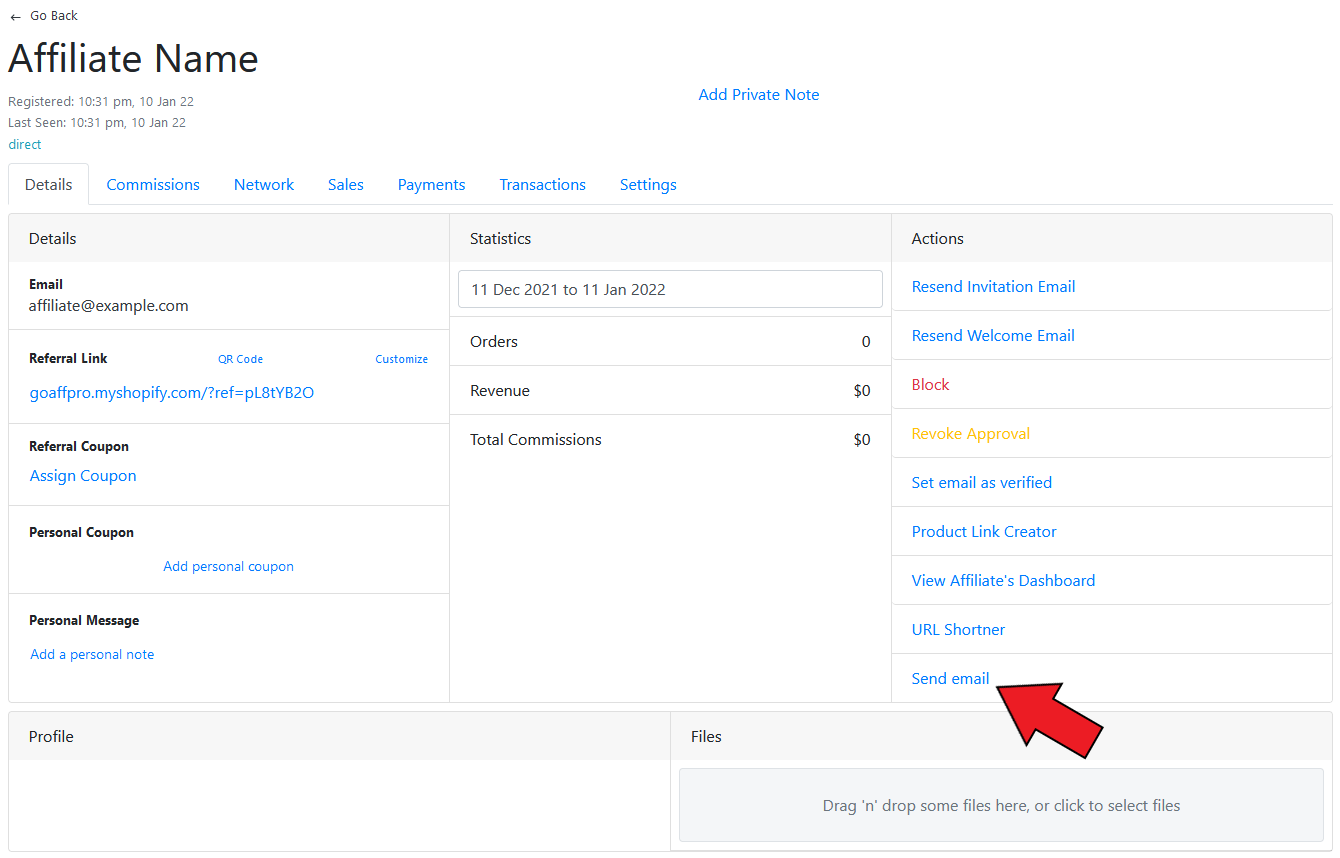 ← Go Back
Affiliate Name
Registered: 10:31 pm, 10 Jan 22
Last Seen: 10:31 pm, 10 Jan 22
direct
Add Private Note
Details Commissions Network Sales Payments Transactions Settings
Details
Email
affiliate@example.com
Referral Link QR Code Customize
goaffpro.myshopify.com/?ref=pL8tYB2O
Referral Coupon
Assign Coupon
Personal Coupon
Add personal coupon
Personal Message
Add a personal note
Statistics
11 Dec 2021 to 11 Jan 2022
Orders 0
Revenue $0
Total Commissions $0
Actions
Resend Invitation Email
Resend Welcome Email
Block
Revoke Approval
Set email as verified
Product Link Creator
View Affiliate's Dashboard
URL Shortner
Send email
Profile
Files
Drag 'n' drop some files here, or click to select files